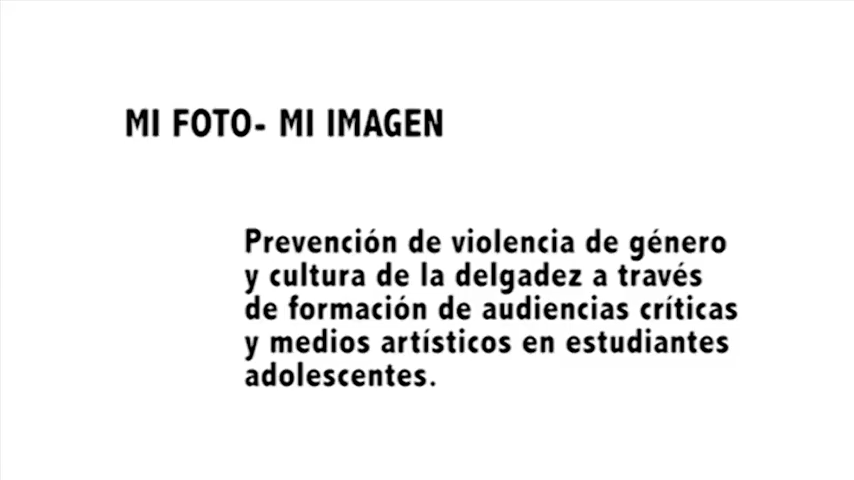 MI FOTO- MI IMAGEN
Prevención de violencia de género
y cultura de la delgadez a través
de formación de audiencias críticas
y medios artísticos en estudiantes
adolescentes.